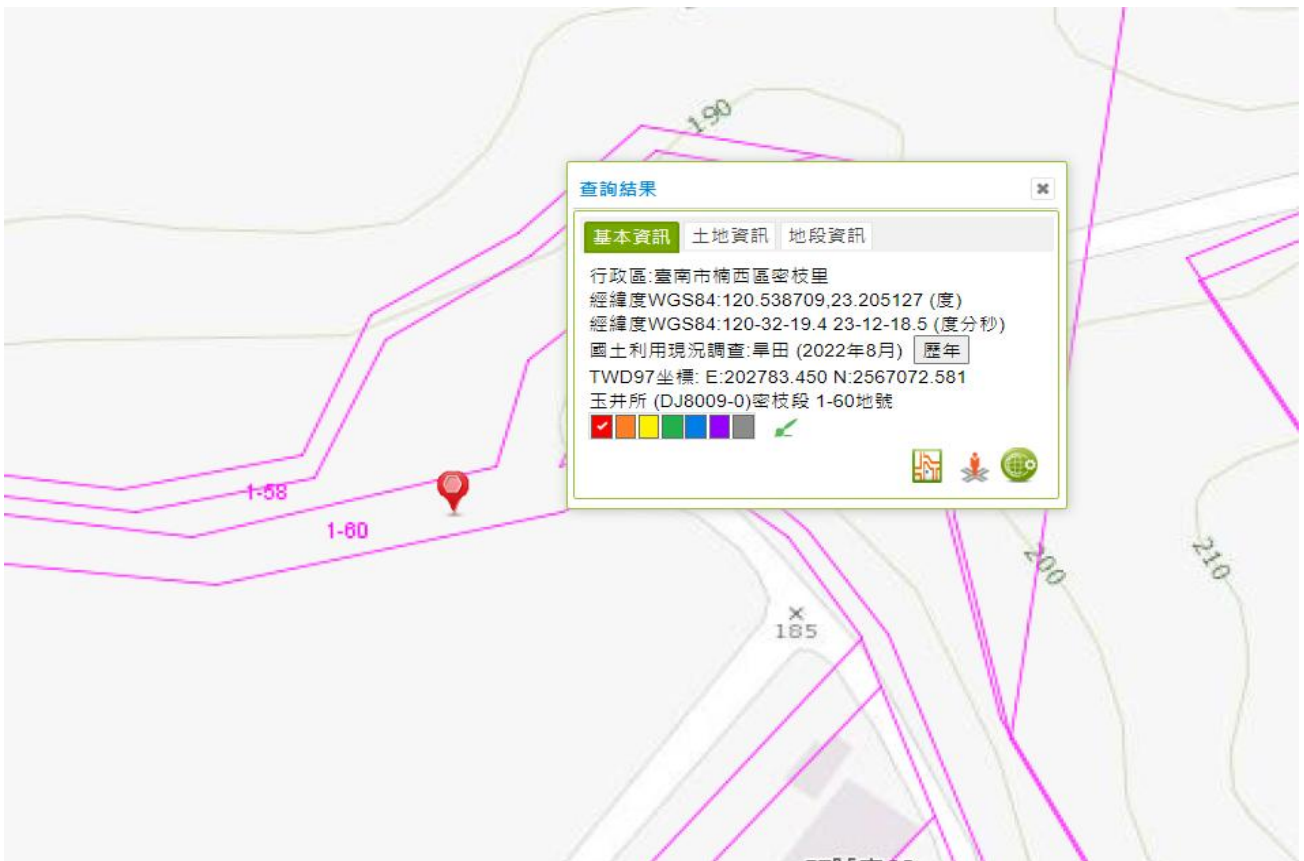 190
查詢結果
基本資訊 土地資訊 地段資訊
行政區:臺南市楠西區密枝里
經緯度WGS84:120.538709,23.205127 (度)
經緯度WGS84:120-32-19.4 23-12-18.5 (度分秒)
國土利用現況調查:旱田 (2022年8月) 歷年
TWD97坐標: E:202783.450 N:2567072.581
玉井所 (DJ8009-0)密枝段 1-60地號
1-58
1-60
200
210
185